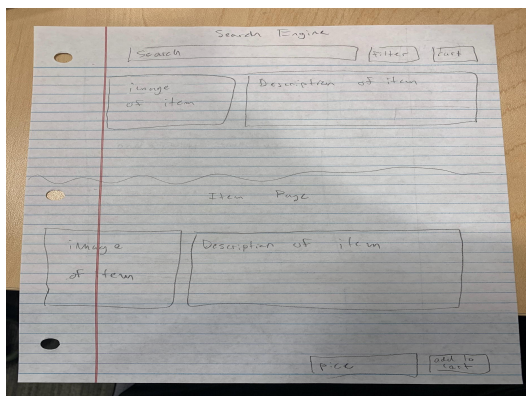 Search Engine
Search
filter
Cart
image
of item
Description of item
Item Page
image
of item
Description of item
pice
add to
cart